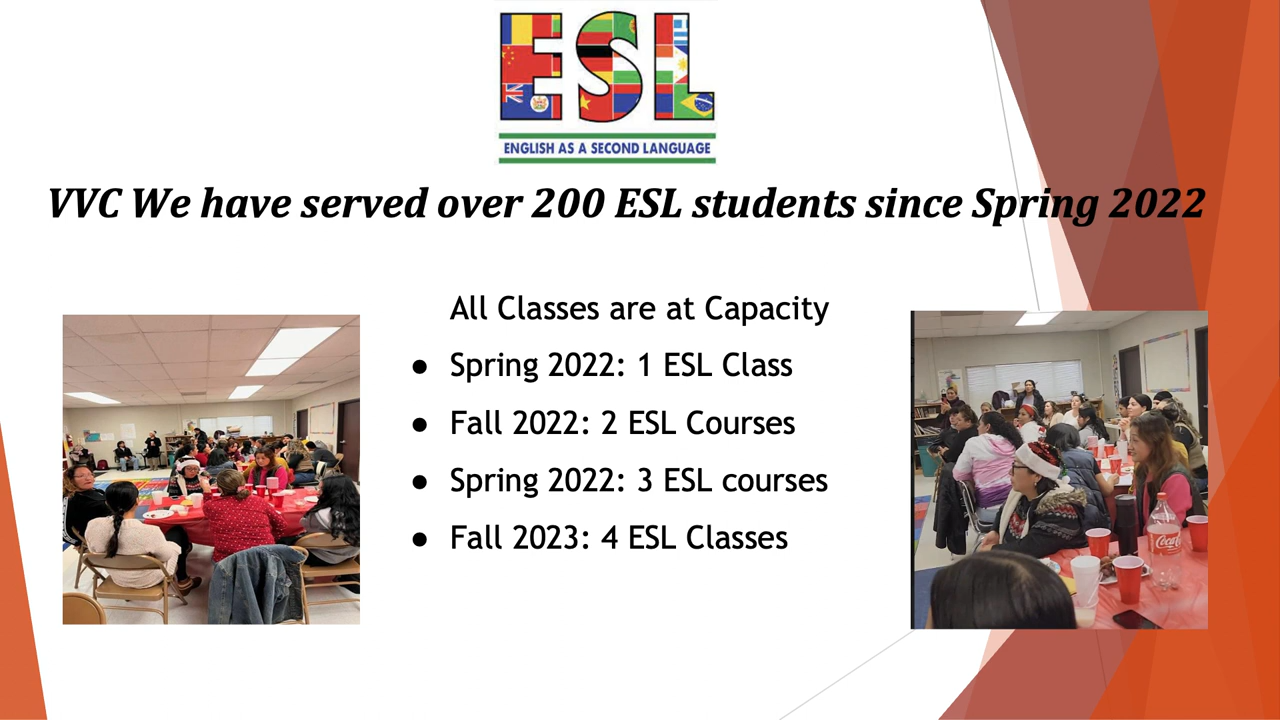 ESL
ENGLISH AS A SECOND LANGUAGE
VVC We have served over 200 ESL students since Spring 2022
All Classes are at Capacity
● Spring 2022: 1 ESL Class
● Fall 2022: 2 ESL Courses
● Spring 2022: 3 ESL courses
● Fall 2023: 4 ESL Classes